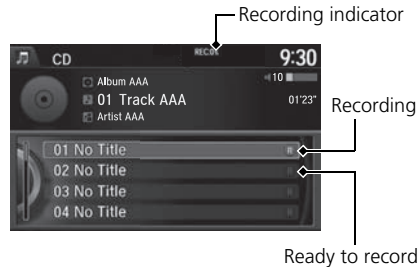 Recording indicator
CD
RECOR
9:30
Album AAA
10
01 Track AAA
01'23"
Artist AAA
Recording
01 No Title
R
02 No Title
R
03 No Title
R
04 No Title
R
Ready to record